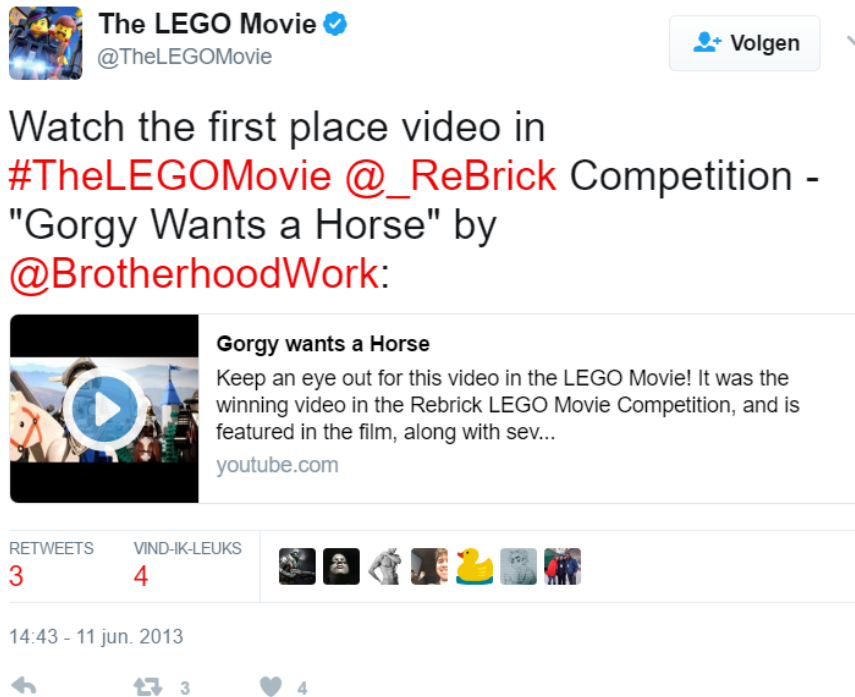 The LEGO Movie
@TheLEGOMovie
Volgen
Watch the first place video in
#TheLEGOMovie @_ReBrick Competition -
"Gorgy Wants a Horse" by
@BrotherhoodWork:
Gorgy wants a Horse
Keep an eye out for this video in the LEGO Movie! It was the
winning video in the Rebrick LEGO Movie Competition, and is
featured in the film, along with sev...
youtube.com
RETWEETS VIND-IK-LEUKS
3 4
14:43 - 11 jun. 2013
3 4